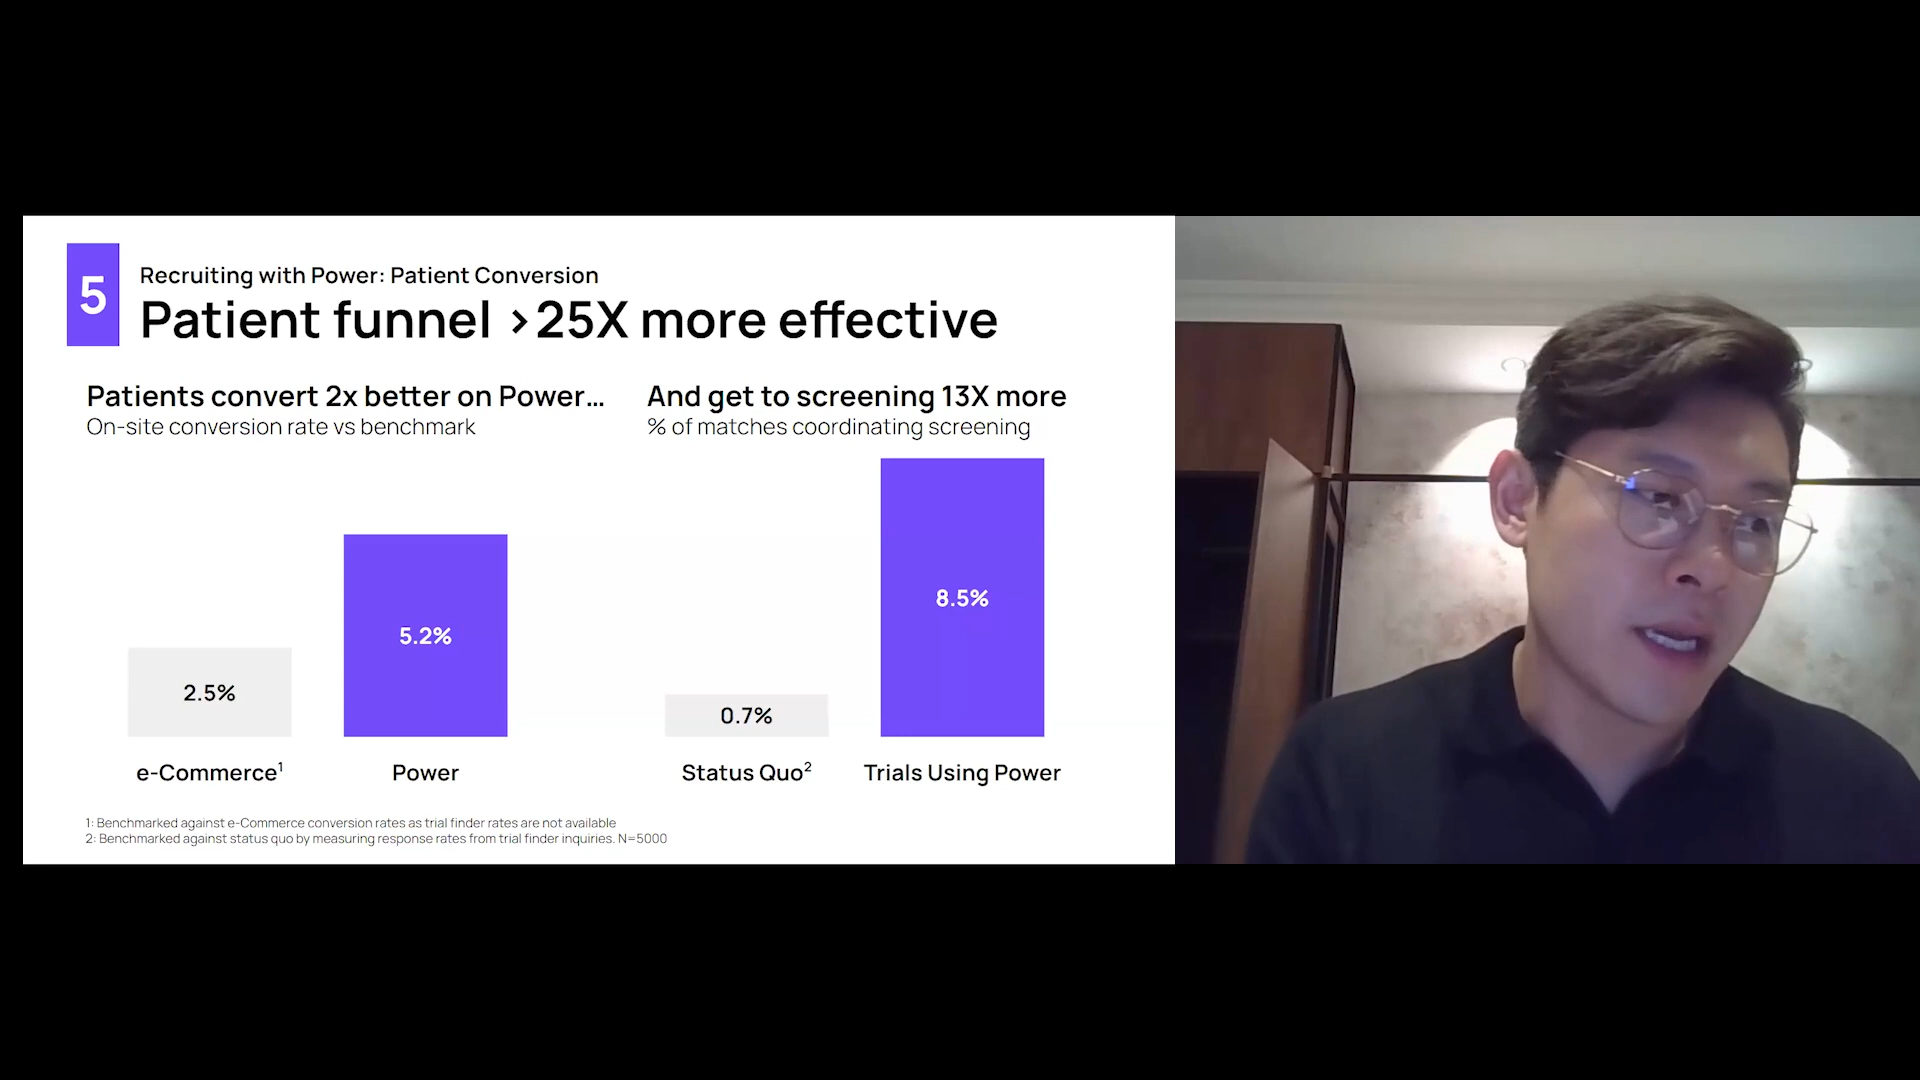 5
Recruiting with Power: Patient Conversion
Patient funnel >25X more effective
Patients convert 2x better on Power...
On-site conversion rate vs benchmark
2.5%
5.2%
e-Commerce¹
Power
And get to screening 13X more
% of matches coordinating screening
0.7%
8.5%
Status Quo²
Trials Using Power
1: Benchmarked against e-Commerce conversion rates as trial finder rates are not available
2: Benchmarked against status quo by measuring response rates from trial finder inquiries. N=5000